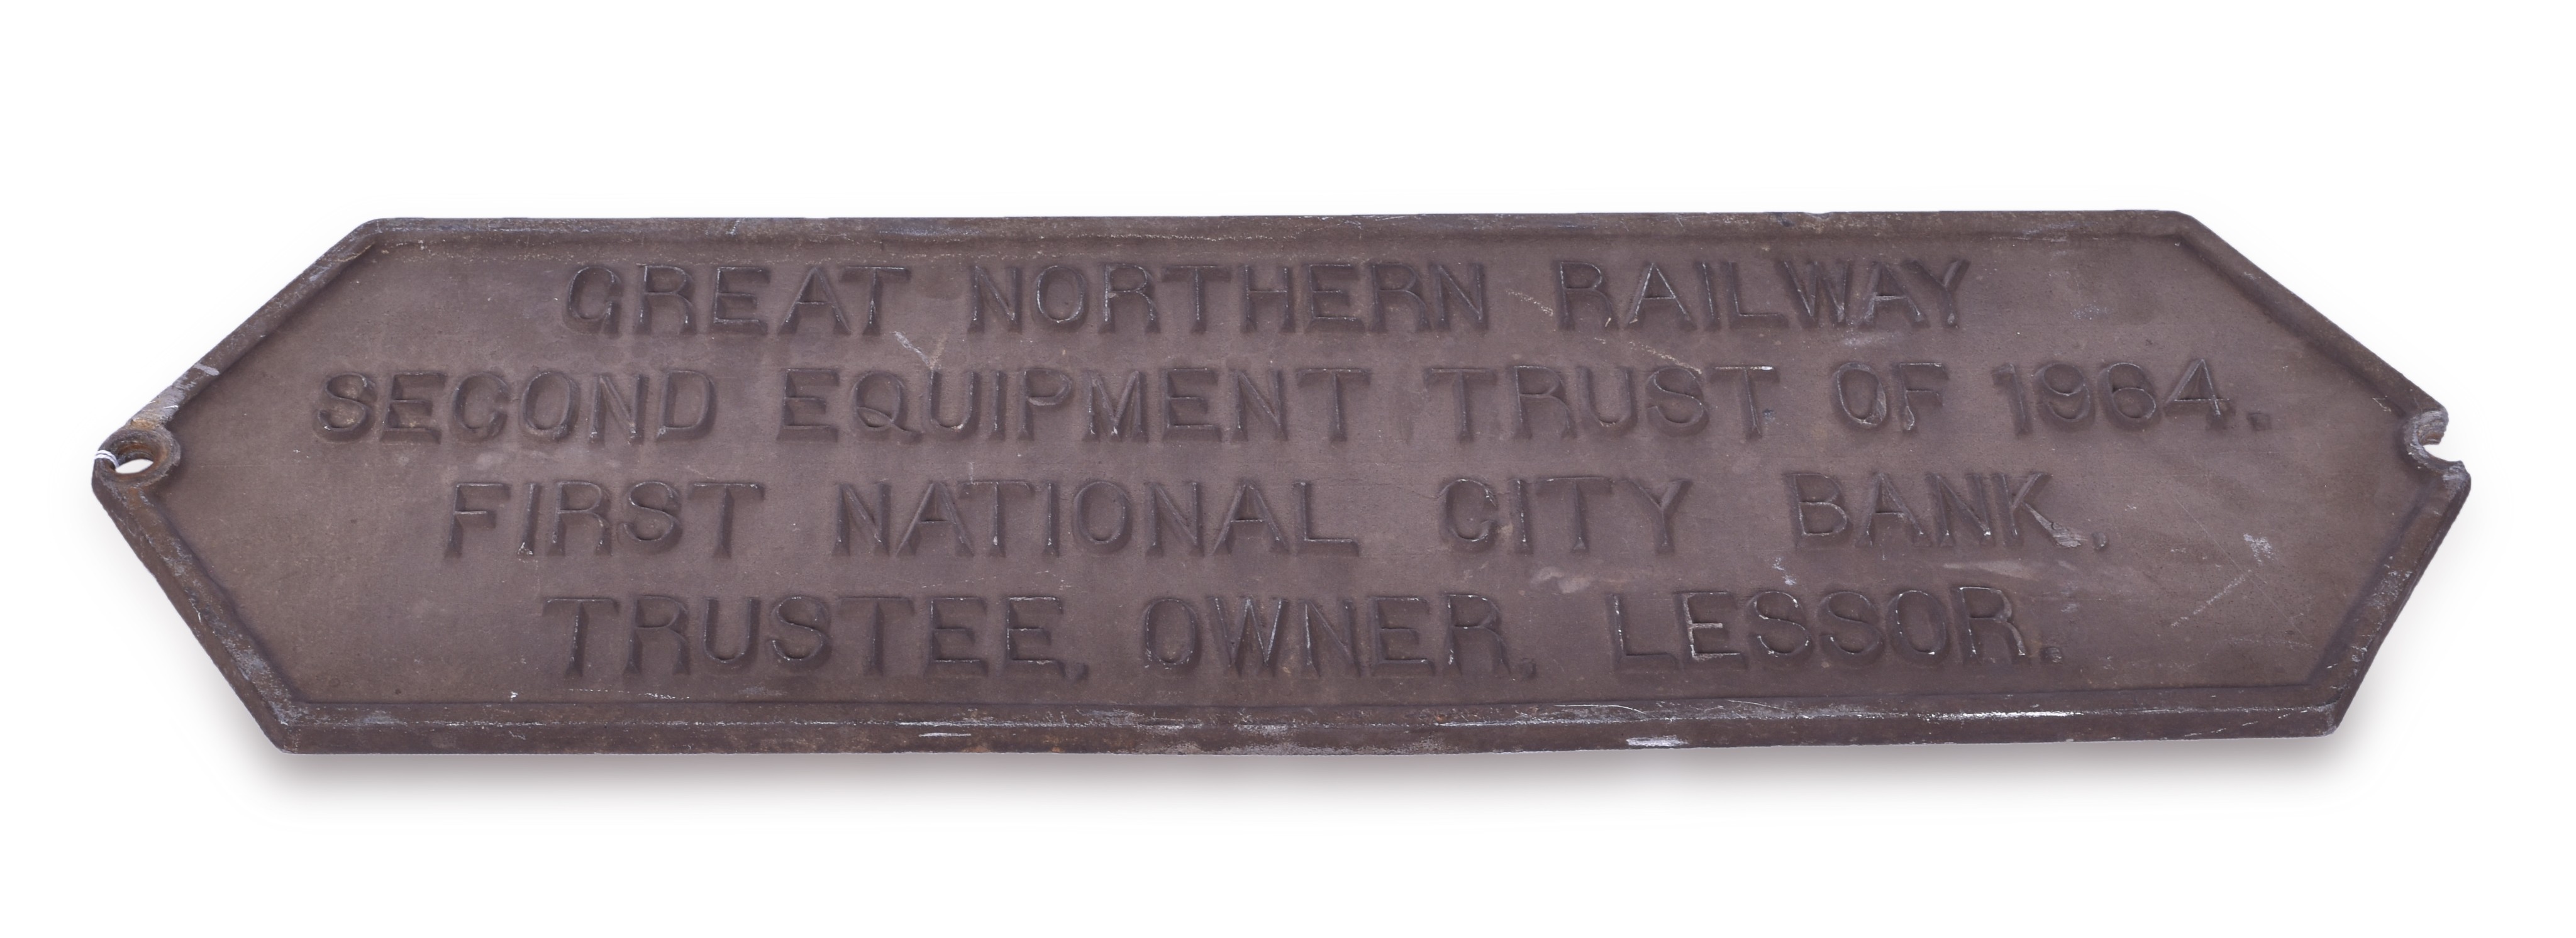 GREAT NORTHERN RAILWAY
SECOND EQUIPMENT TRUST OF 1964.
FIRST NATIONAL CITY BANK,
TRUSTEE, OWNER, LESSOR.